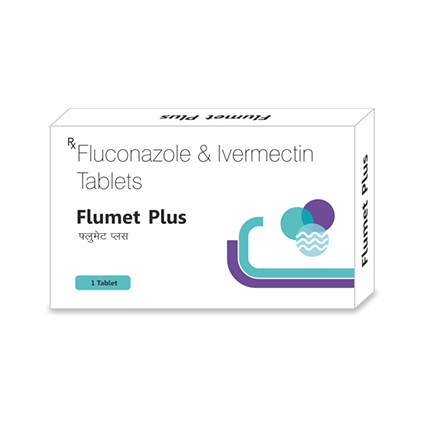 Flumet Plus
Rx Fluconazole & Ivermectin
Tablets
Flumet Plus
फ्लुमेट प्लस
1 Tablet
Flumet Plus